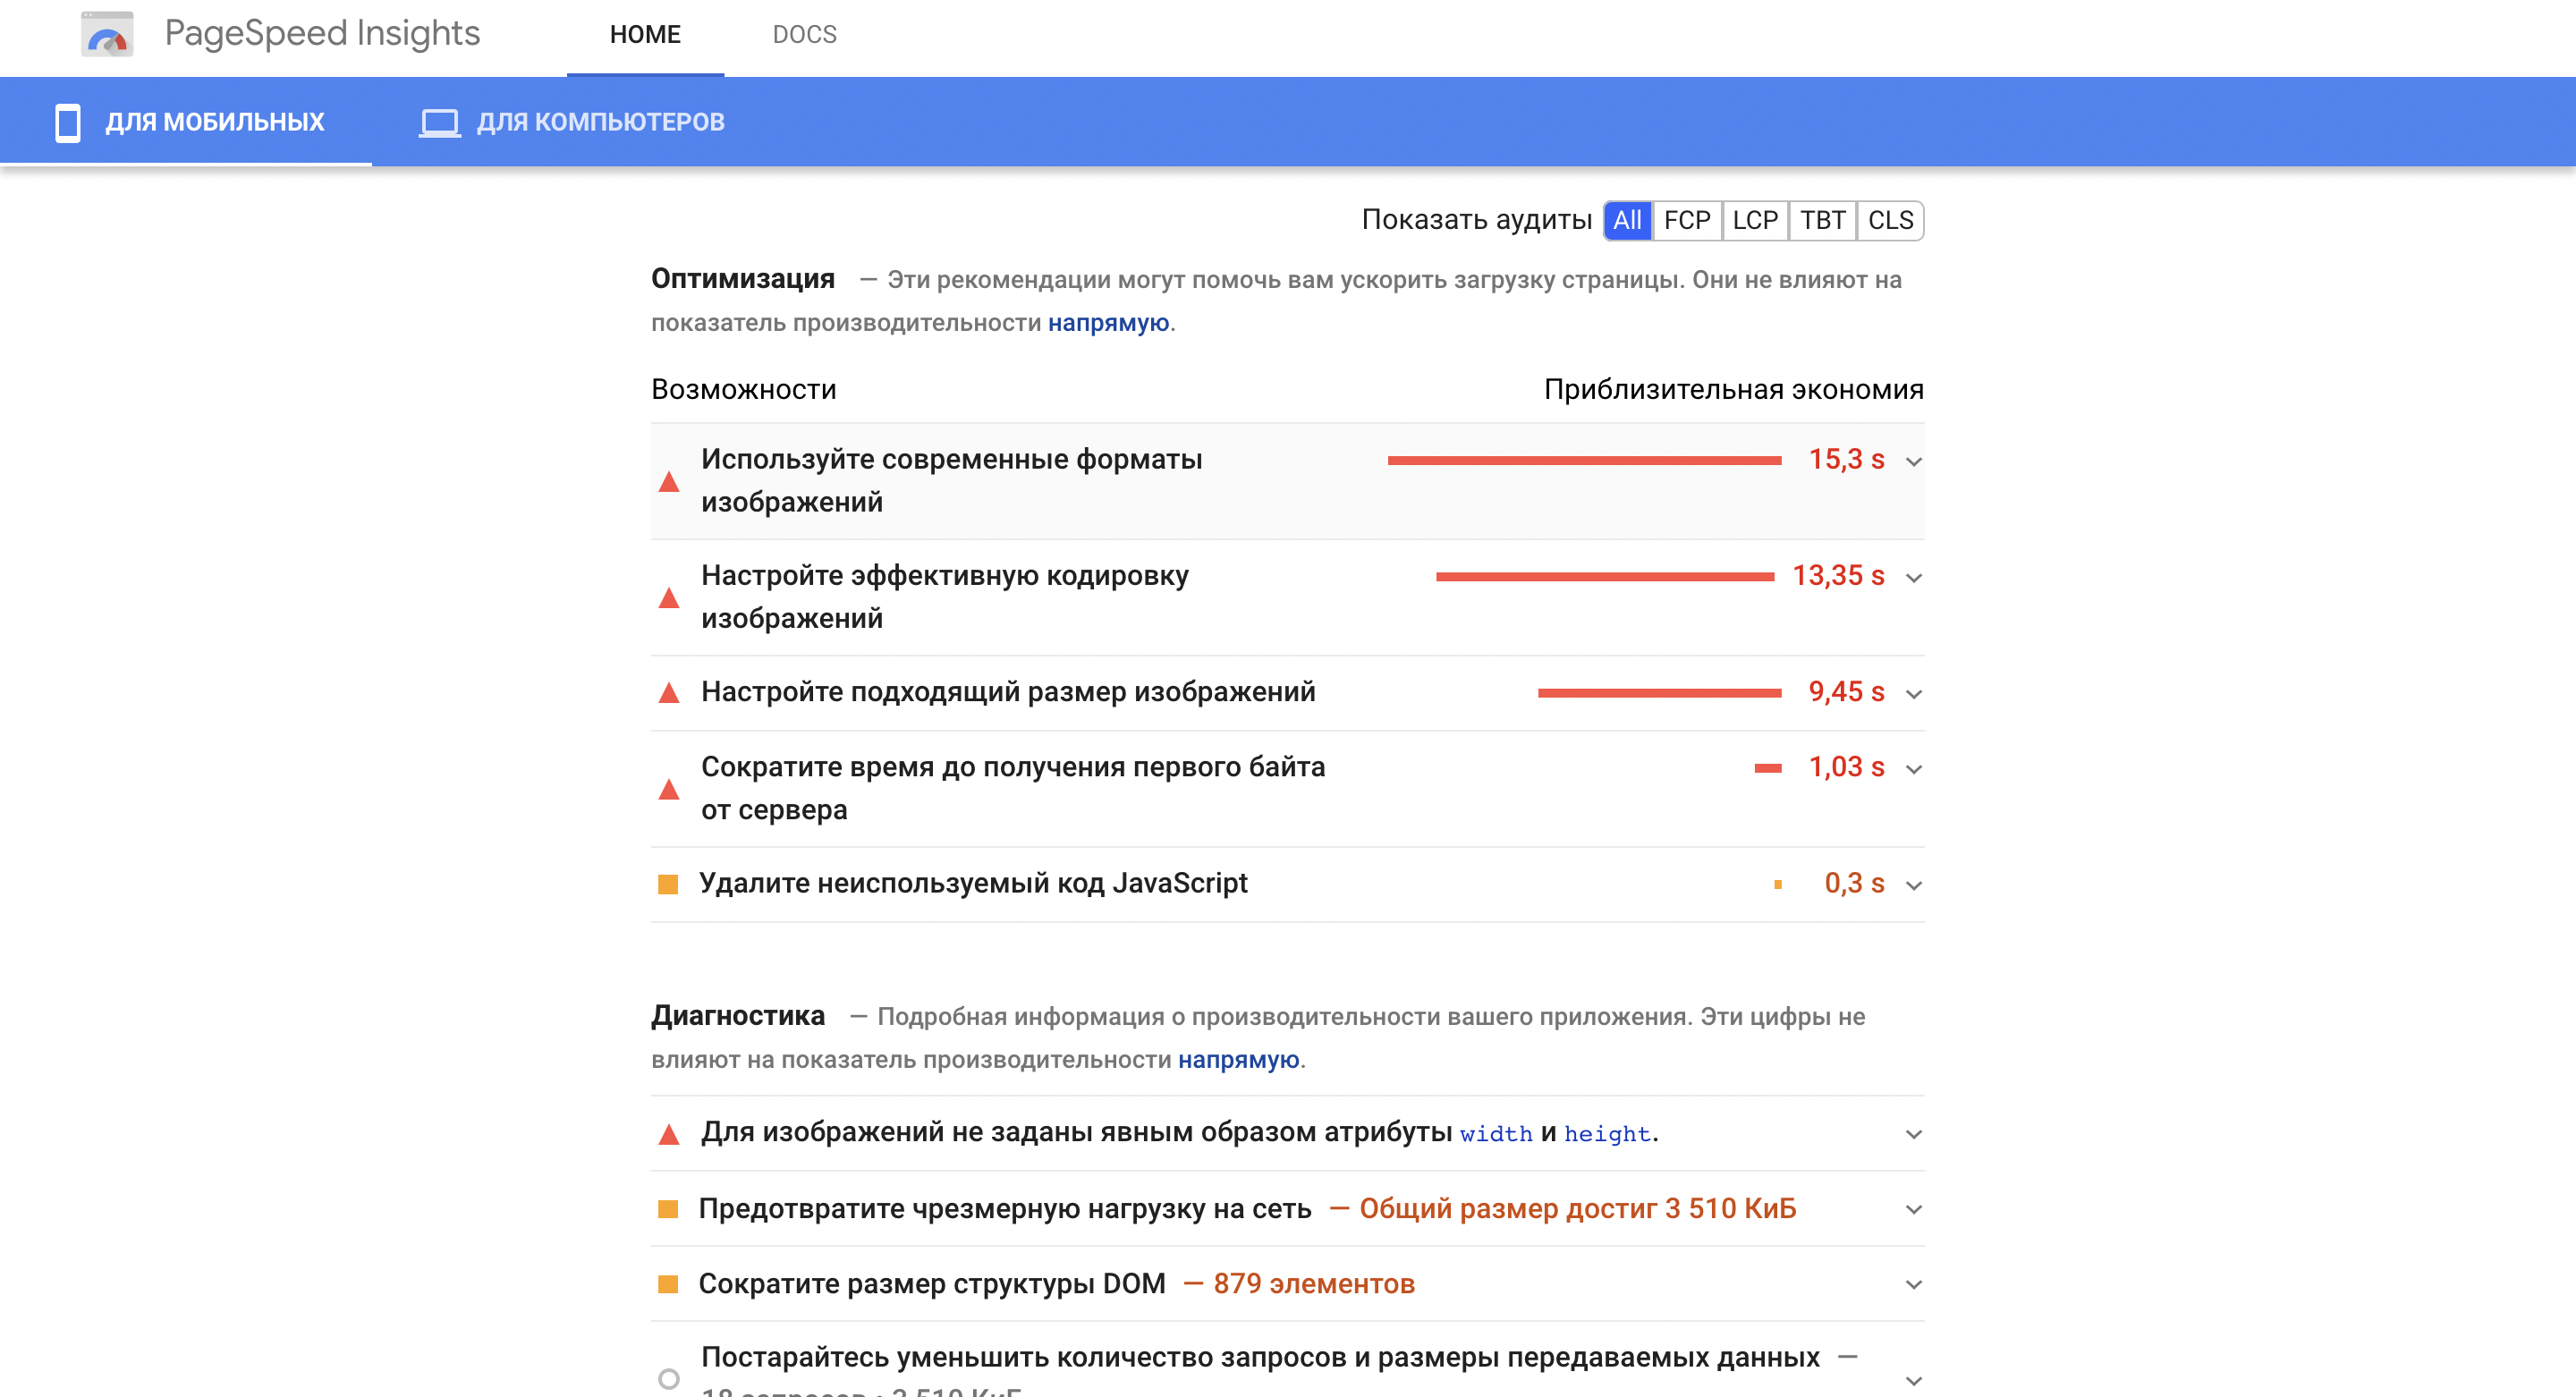 PageSpeed Insights HOME DOCS
ДЛЯ МОБИЛЬНЫХ ДЛЯ КОМПЬЮТЕРОВ
Показать аудиты All FCP LCP TBT CLS
Оптимизация — Эти рекомендации могут помочь вам ускорить загрузку страницы. Они не влияют на
показатель производительности напрямую.
Возможности Приблизительная экономия
Используйте современные форматы 15,3 s
изображений
Настройте эффективную кодировку 13,35 s
изображений
Настройте подходящий размер изображений 9,45 s
Сократите время до получения первого байта 1,03 s
от сервера
Удалите неиспользуемый код JavaScript 0,3 s
Диагностика — Подробная информация о производительности вашего приложения. Эти цифры не
влияют на показатель производительности напрямую.
Для изображений не заданы явным образом атрибуты width и height.
Предотвратите чрезмерную нагрузку на сеть — Общий размер достиг 3 510 КиБ
Сократите размер структуры DOM — 879 элементов
Постарайтесь уменьшить количество запросов и размеры передаваемых данных —
18 запросов • 3 510 КиБ